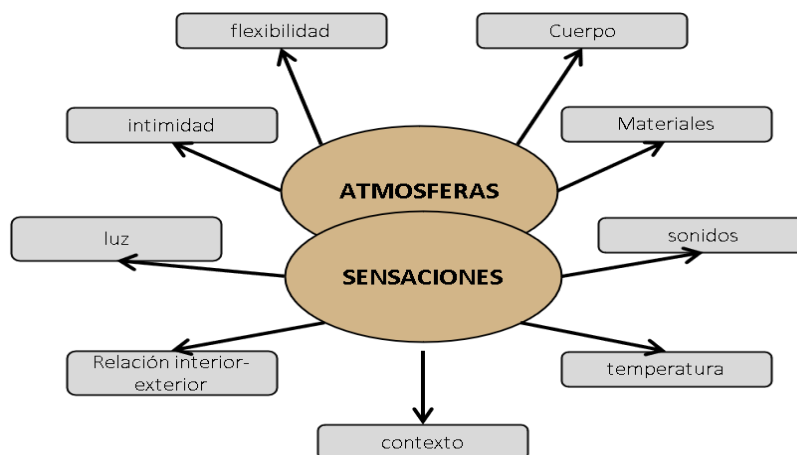 flexibilidad
Cuerpo
intimidad
Materiales
ATMOSFERAS
luz
sonidos
SENSACIONES
Relación interior-
exterior
temperatura
contexto